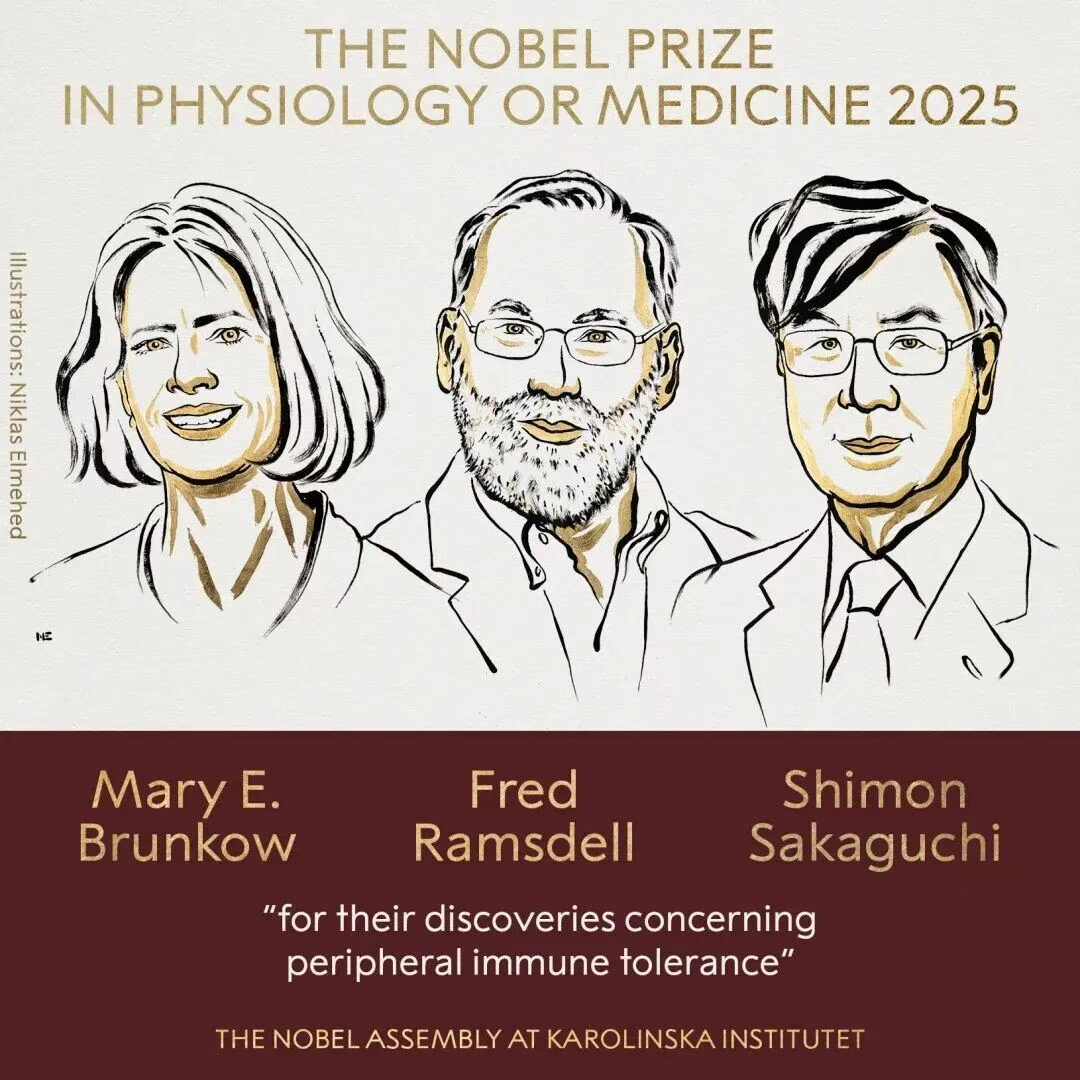 THE NOBEL PRIZE
IN PHYSIOLOGY OR MEDICINE 2025
Illustrations: Niklas Elmehed
NE
Mary E.
Brunkow
Fred
Ramsdell
Shimon
Sakaguchi
“for their discoveries concerning
peripheral immune tolerance”
THE NOBEL ASSEMBLY AT KAROLINSKA INSTITUTET